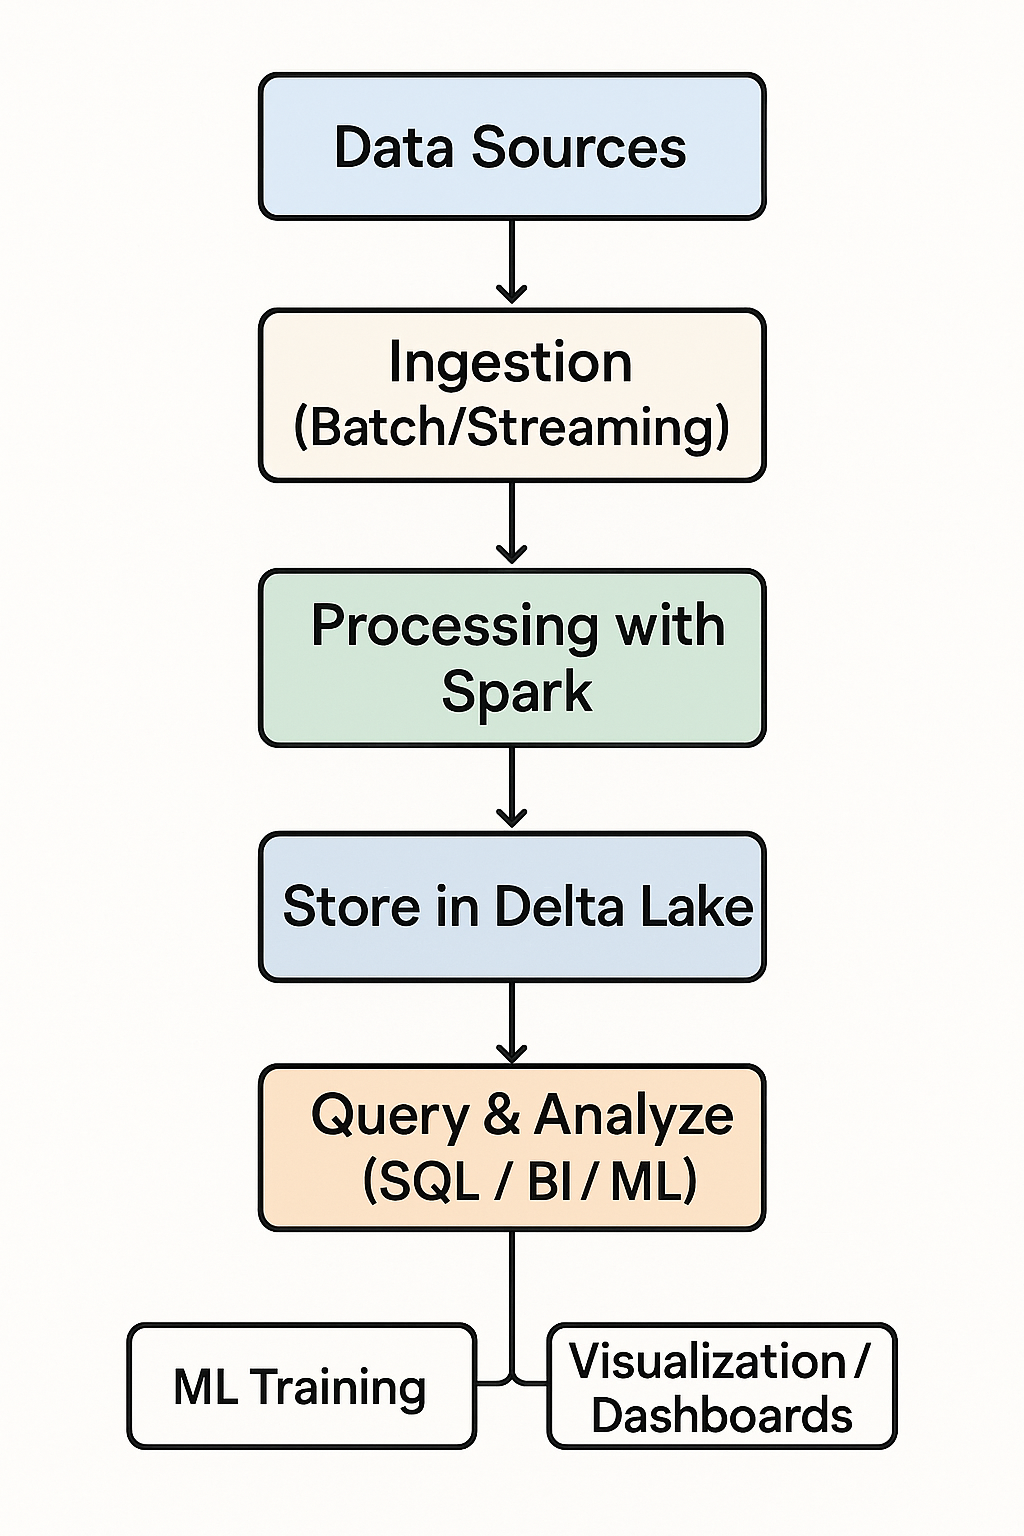 Data Sources
Ingestion
(Batch/Streaming)
Processing with
Spark
Store in Delta Lake
Query & Analyze
(SQL / BI / ML)
ML Training
Visualization /
Dashboards